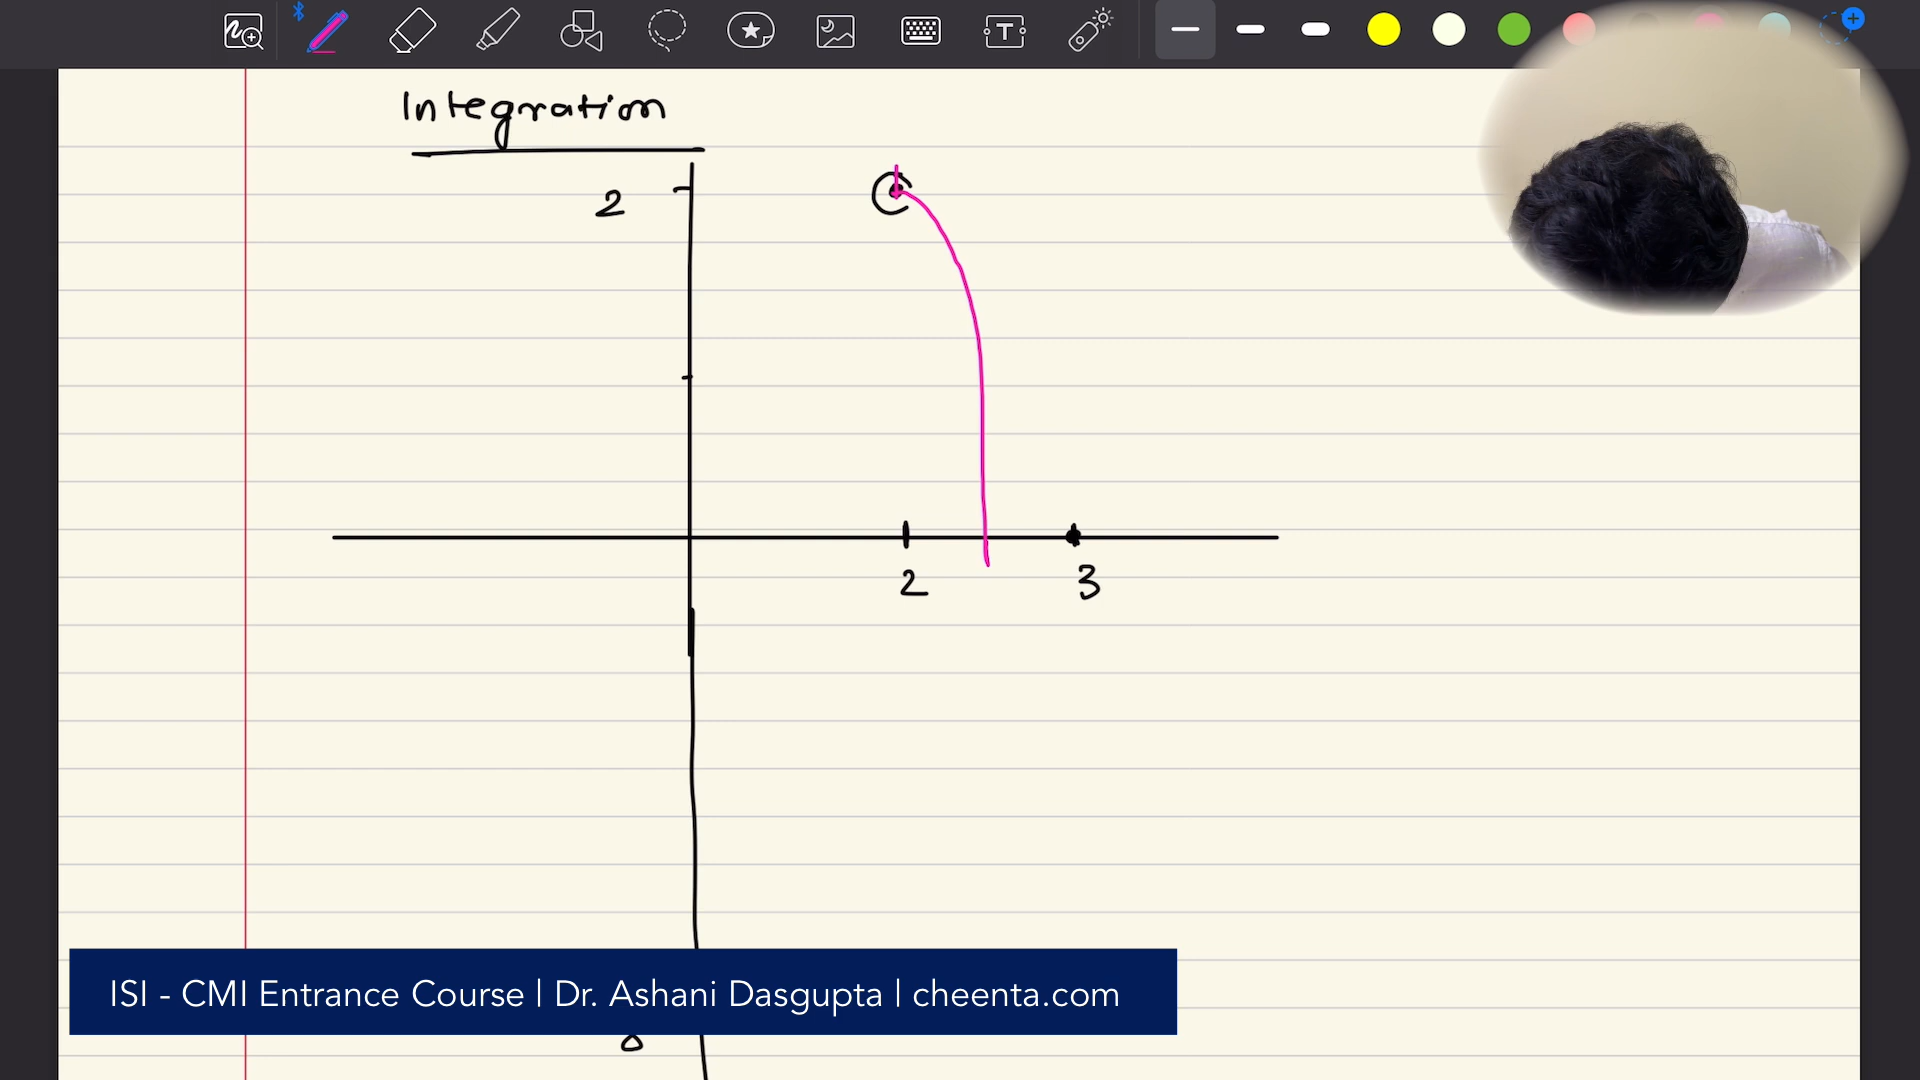 Integration
2
2
3
ISI - CMI Entrance Course | Dr. Ashani Dasgupta | cheenta.com